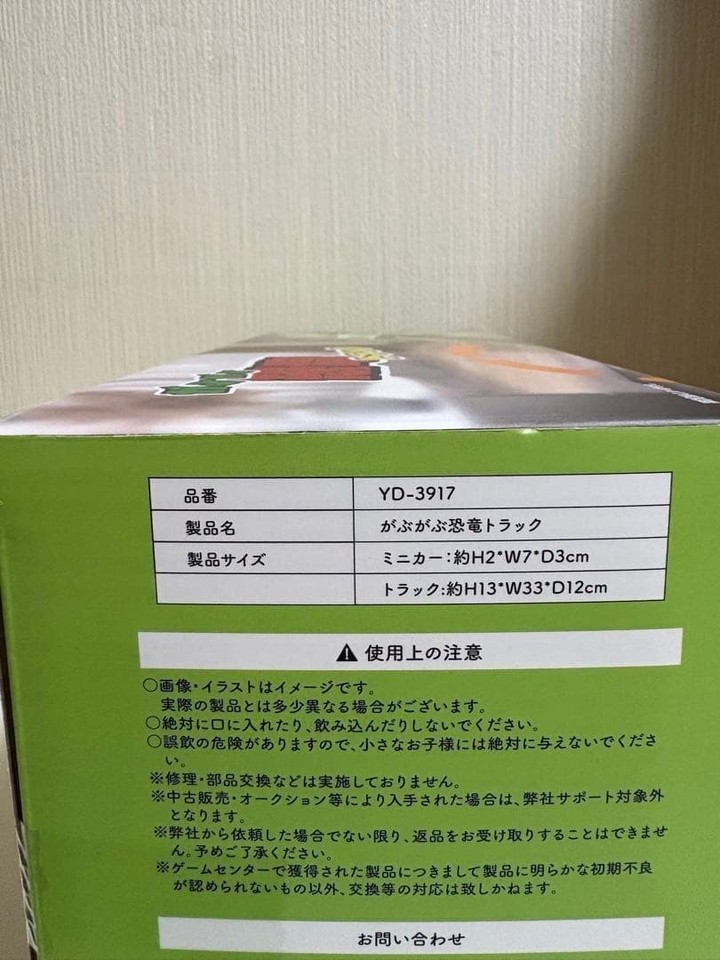 品番 YD-3917
製品名 がぶがぶ恐竜トラック
製品サイズ ミニカー:約H2*W7*D3cm
トラック:約H13*W33*D12cm
⚠使用上の注意
○画像・イラストはイメージです。
実際の製品とは多少異なる場合がございます。
○絶対に口に入れたり、飲み込んだりしないでください。
○誤飲の危険がありますので、小さなお子様には絶対に与えないでくださ
い。
※修理・部品交換などは実施しておりません。
※中古販売・オークション等により入手された場合は、弊社サポート対象外
となります。
※弊社から依頼した場合でない限り、返品をお受け取りすることはできませ
ん。予めご了承ください。
※ゲームセンターで獲得された製品につきまして製品に明らかな初期不良
が認められないもの以外、交換等の対応は致しかねます。
お問い合わせ